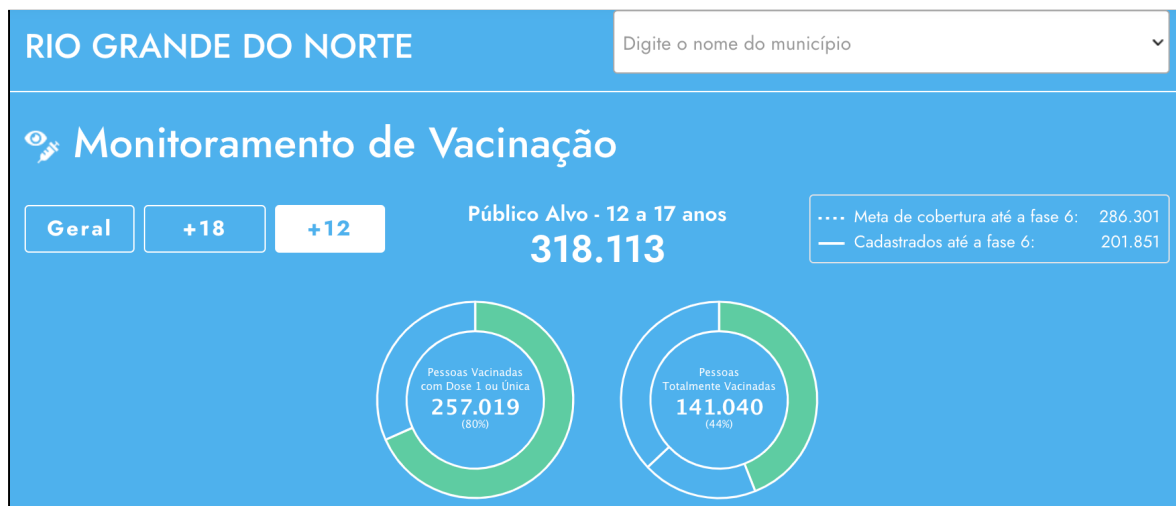 RIO GRANDE DO NORTE
Digite o nome do município
Monitoramento de Vacinação
Geral
+18
+12
Público Alvo - 12 a 17 anos
318.113
Meta de cobertura até a fase 6: 286.301
Cadastrados até a fase 6: 201.851
Pessoas Vacinadas
com Dose 1 ou Única
257.019
(80%)
Pessoas
Totalmente Vacinadas
141.040
(44%)